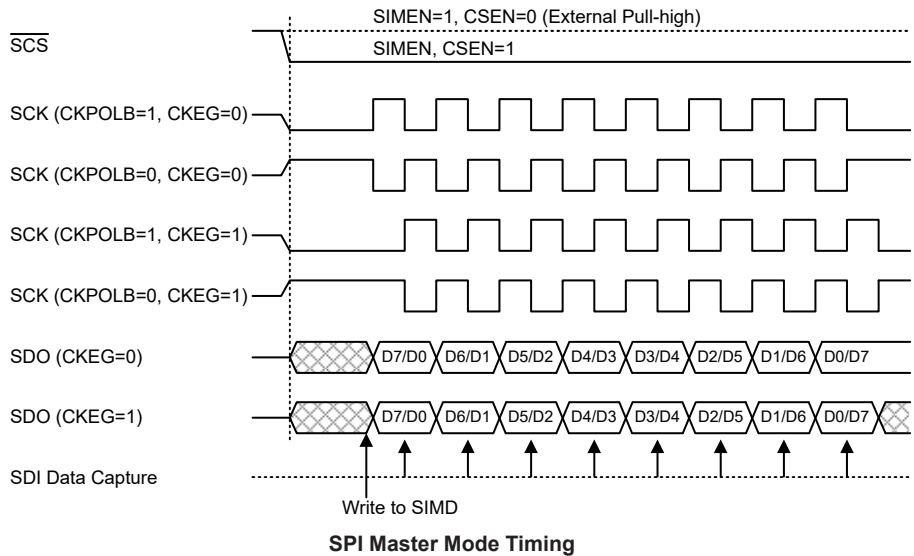 SIMEN=1, CSEN=0 (External Pull-high)
SCS
SIMEN, CSEN=1
SCK (CKPOLB=1, CKEG=0)
SCK (CKPOLB=0, CKEG=0)
SCK (CKPOLB=1, CKEG=1)
SCK (CKPOLB=0, CKEG=1)
SDO (CKEG=0) D7/D0 D6/D1 D5/D2 D4/D3 D3/D4 D2/D5 D1/D6 D0/D7
SDO (CKEG=1) D7/D0 D6/D1 D5/D2 D4/D3 D3/D4 D2/D5 D1/D6 D0/D7
SDI Data Capture
Write to SIMD
SPI Master Mode Timing